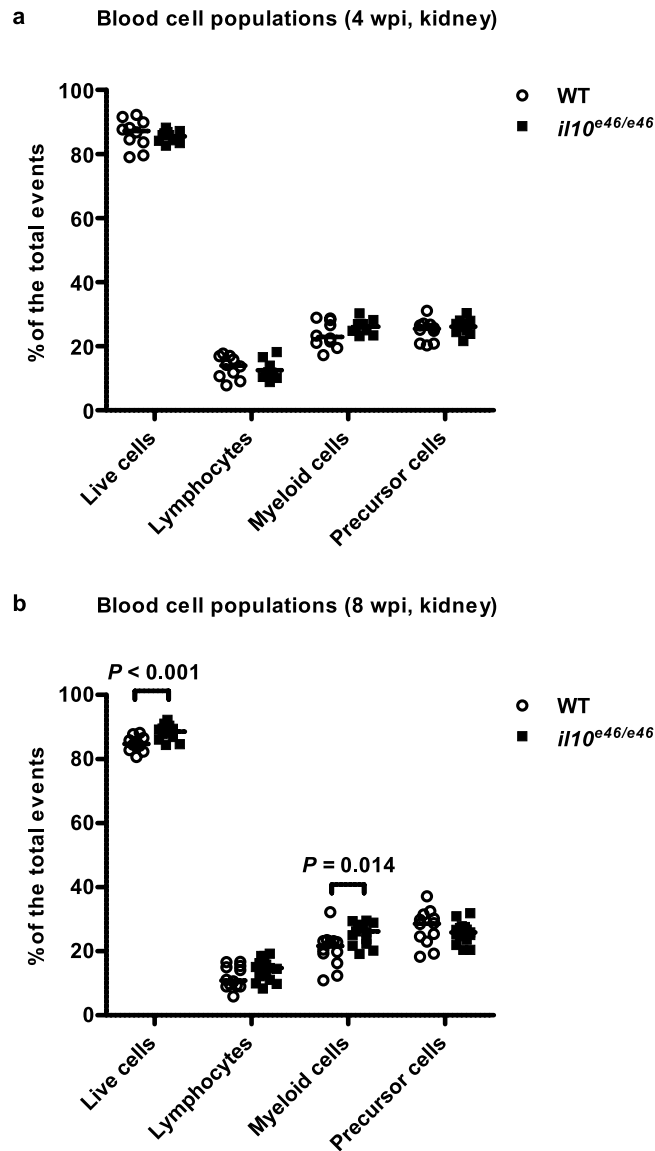 a
Blood cell populations (4 wpi, kidney)
% of the total events
100
80
60
40
20
0
Live cells
Lymphocytes
Myeloid cells
Precursor cells
WT
il10e46/e46
b
Blood cell populations (8 wpi, kidney)
% of the total events
P < 0.001
P = 0.014
100
80
60
40
20
0
Live cells
Lymphocytes
Myeloid cells
Precursor cells
WT
il10e46/e46